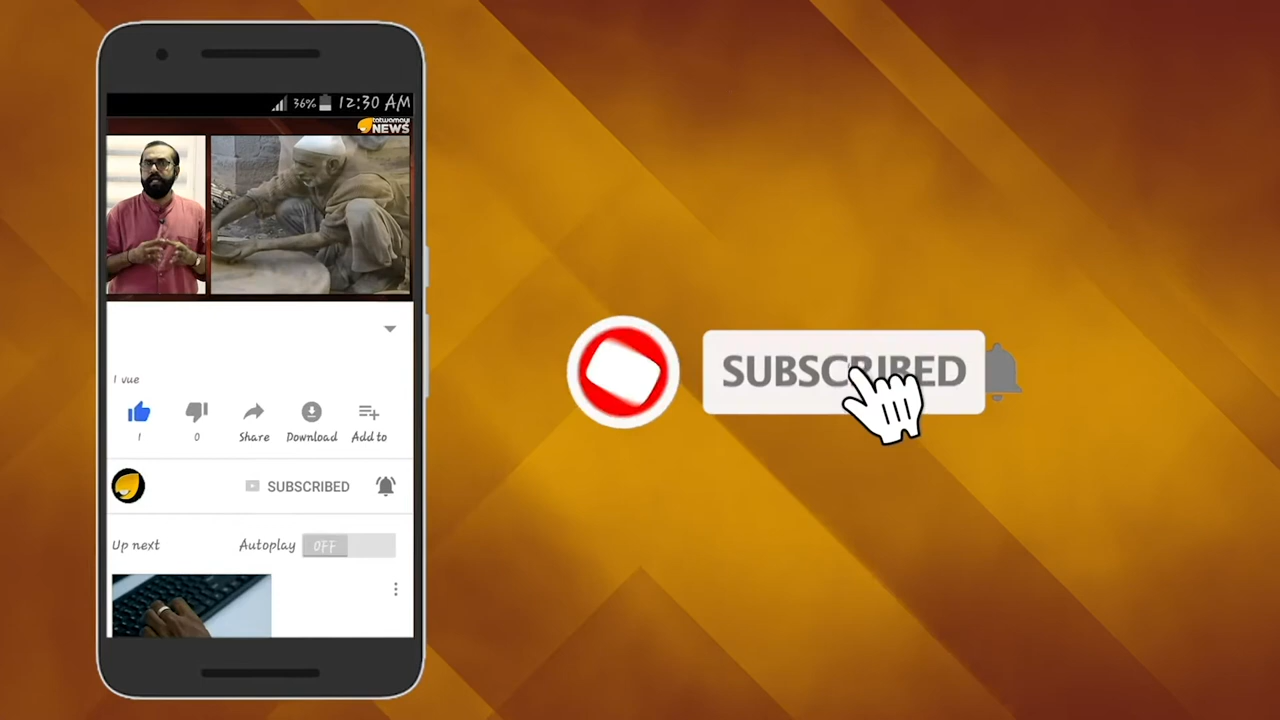 36% 12:30 AM
tatwamayi
NEWS
1 vue
1 0 Share Download Add to
SUBSCRIBED
Up next Autoplay OFF
SUBSCRIBED